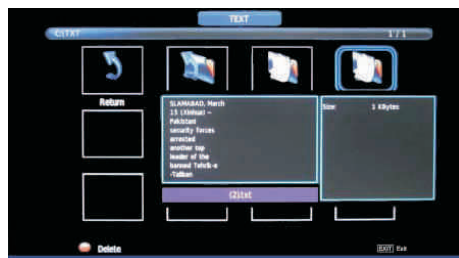 TEXT
C:\TXT
1 / 1
Return
SLAMABAD, March
15 (Xinhua) --
Pakistani
security forces
arrested
another top
leader of the
banned Tehrik-e
-Taliban
Size: 1 KBytes
(2)txt
Delete
EXIT Exit